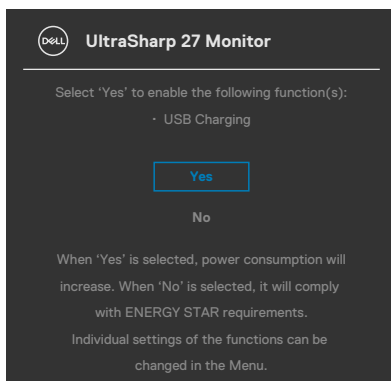 DELL UltraSharp 27 Monitor
Select ‘Yes’ to enable the following function(s):
· USB Charging
Yes
No
When ‘Yes’ is selected, power consumption will
increase. When ‘No’ is selected, it will comply
with ENERGY STAR requirements.
Individual settings of the functions can be
changed in the Menu.